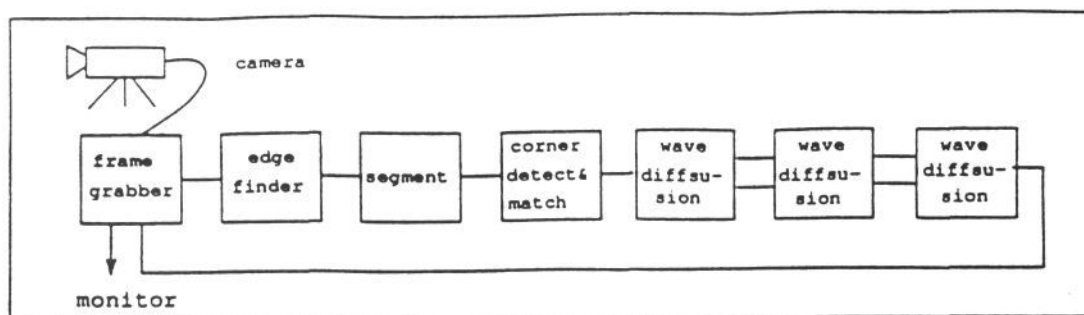 camera
frame
grabber
edge
finder
segment
corner
detect&
match
wave
diffsu-
sion
wave
diffsu-
sion
wave
diffsu-
sion
monitor